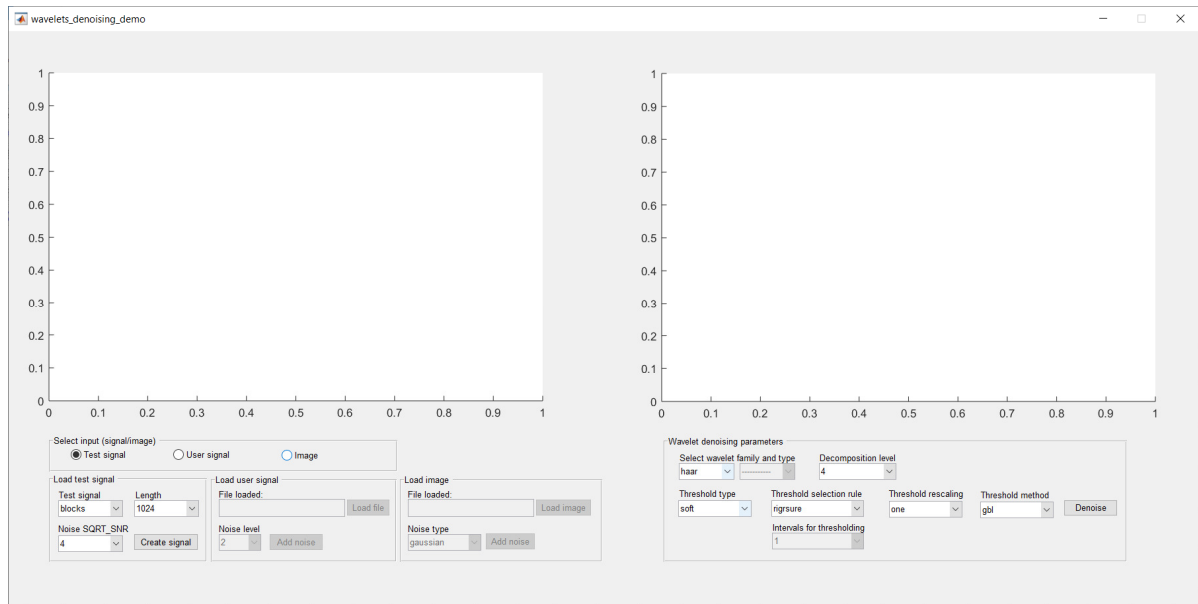 wavelets_denoising_demo
1
0.9
0.8
0.7
0.6
0.5
0.4
0.3
0.2
0.1
0
0 0.1 0.2 0.3 0.4 0.5 0.6 0.7 0.8 0.9 1
1
0.9
0.8
0.7
0.6
0.5
0.4
0.3
0.2
0.1
0
0 0.1 0.2 0.3 0.4 0.5 0.6 0.7 0.8 0.9 1
Select input (signal/image)
Test signal User signal Image
Load test signal
Test signal Length
blocks 1024
Noise SQRT_SNR
4 Create signal
Load user signal
File loaded:
Load file
Noise level
2 Add noise
Load image
File loaded:
Load image
Noise type
gaussian Add noise
Wavelet denoising parameters
Select wavelet family and type Decomposition level
haar ---------- 4
Threshold type Threshold selection rule Threshold rescaling Threshold method
soft rigrsure one gbl Denoise
Intervals for thresholding
1